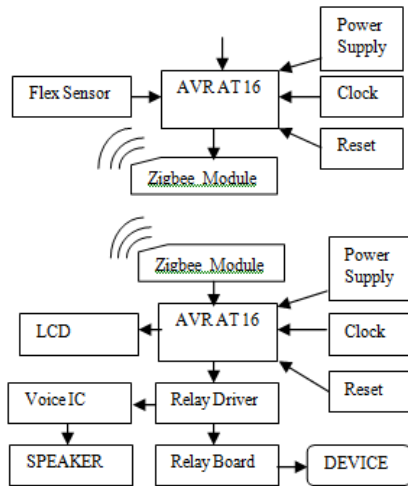 Power
Supply
AVR AT 16
Flex Sensor
Clock
Reset
Zigbee Module
Zigbee Module
Power
Supply
AVR AT 16
LCD
Clock
Reset
Voice IC
Relay Driver
SPEAKER
Relay Board
DEVICE